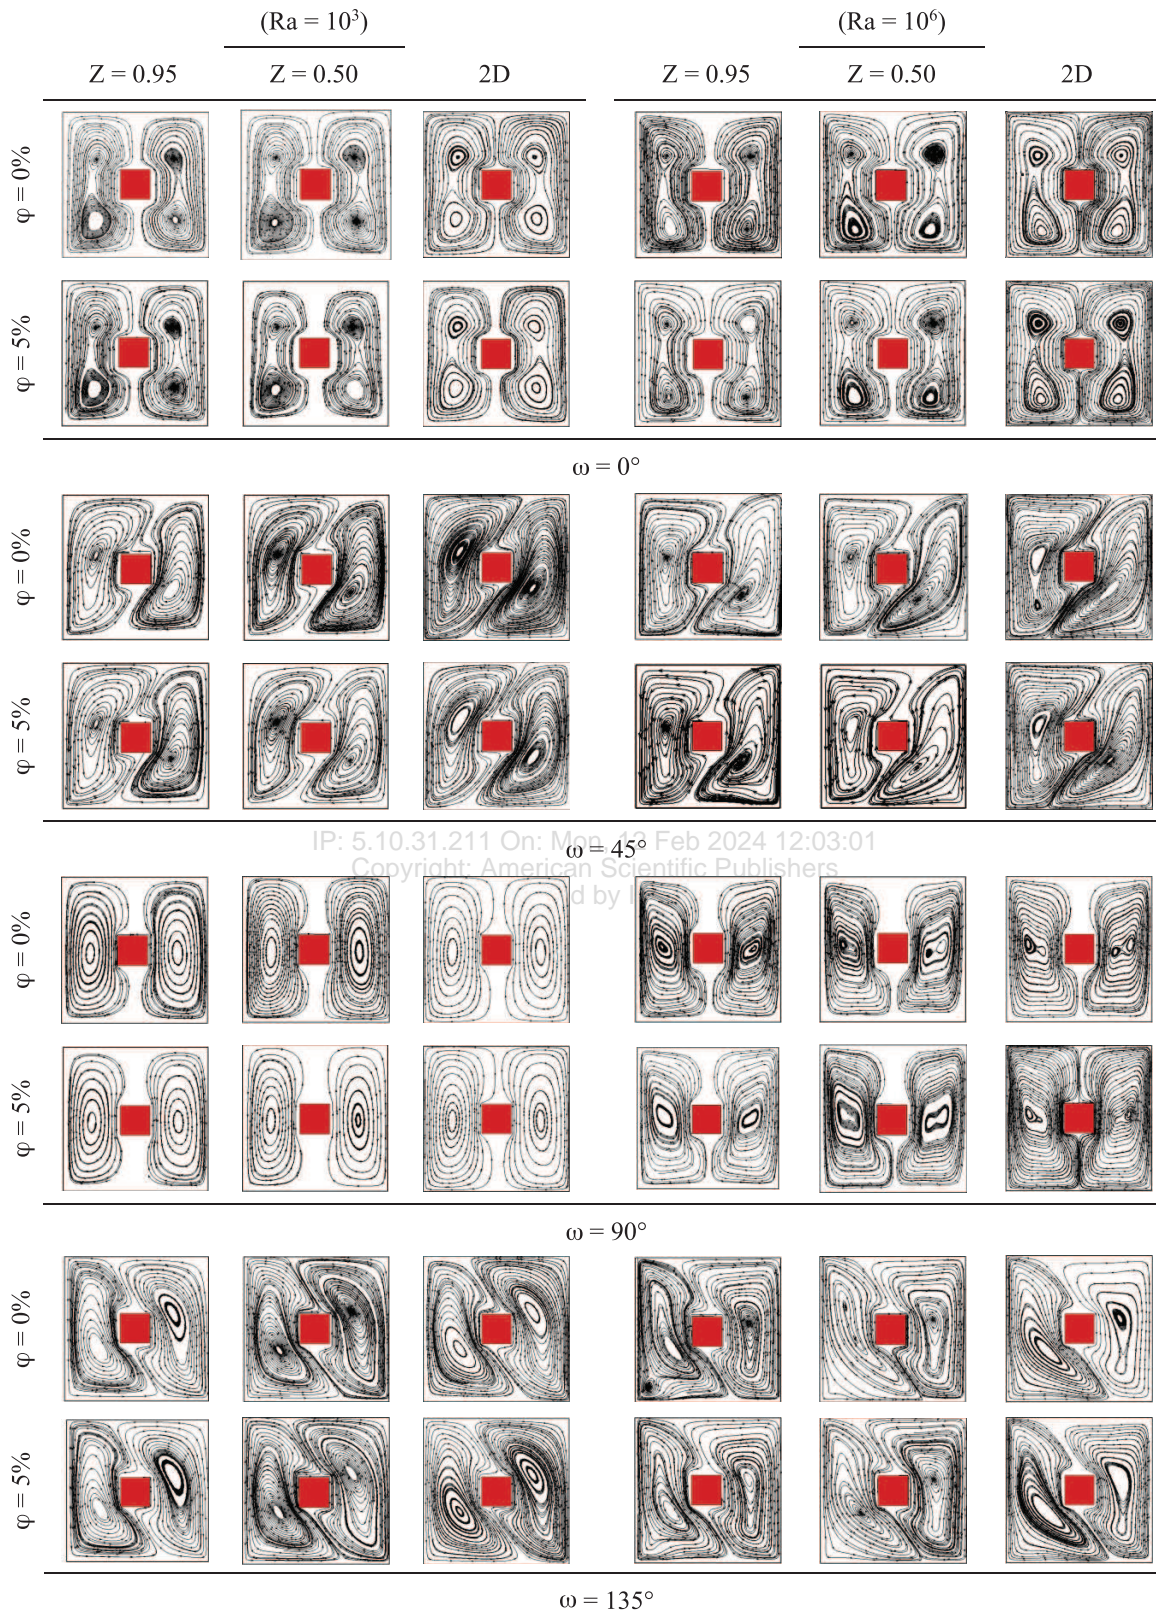 (Ra = 10³) (Ra = 10⁶)
Z = 0.95 Z = 0.50 2D Z = 0.95 Z = 0.50 2D
φ = 0%
φ = 5%
ω = 0°
φ = 0%
φ = 5%
IP: 5.10.31.211 On: Mon, 12 Feb 2024 12:03:01
ω = 45°
Copyright: American Scientific Publishers
d by
φ = 0%
φ = 5%
ω = 90°
φ = 0%
φ = 5%
ω = 135°